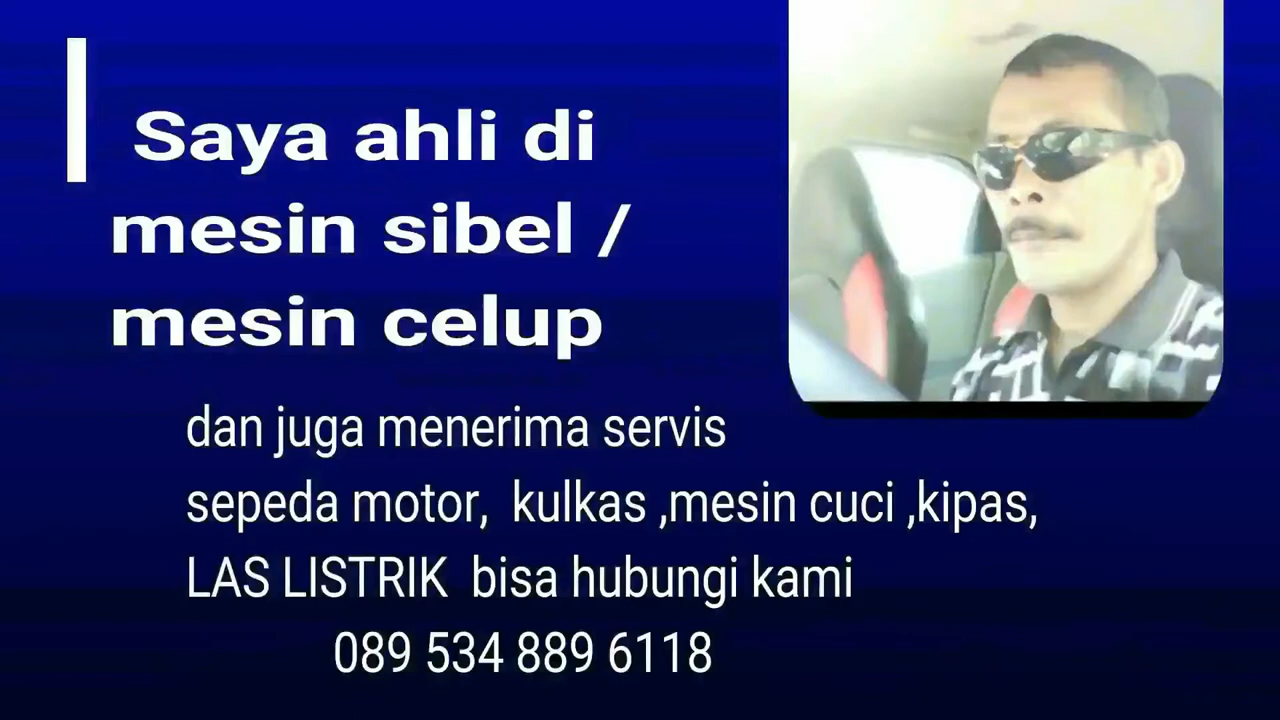 Saya ahli di
mesin sibel /
mesin celup
dan juga menerima servis
sepeda motor, kulkas ,mesin cuci ,kipas,
LAS LISTRIK bisa hubungi kami
089 534 889 6118